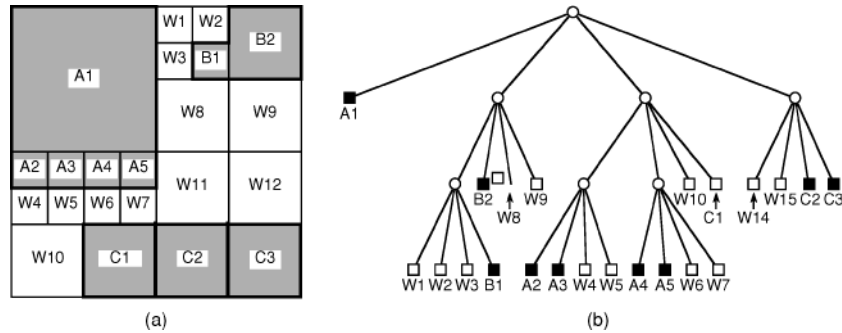 W1 W2
B2
W3 B1
A1
W8 W9
A2 A3 A4 A5
W11 W12
W4 W5 W6 W7
W10 C1 C2 C3
(a)
A1
B2 W9 W10 W15 C2 C3
W8 C1 W14
W1 W2 W3 B1 A2 A3 W4 W5 A4 A5 W6 W7
(b)